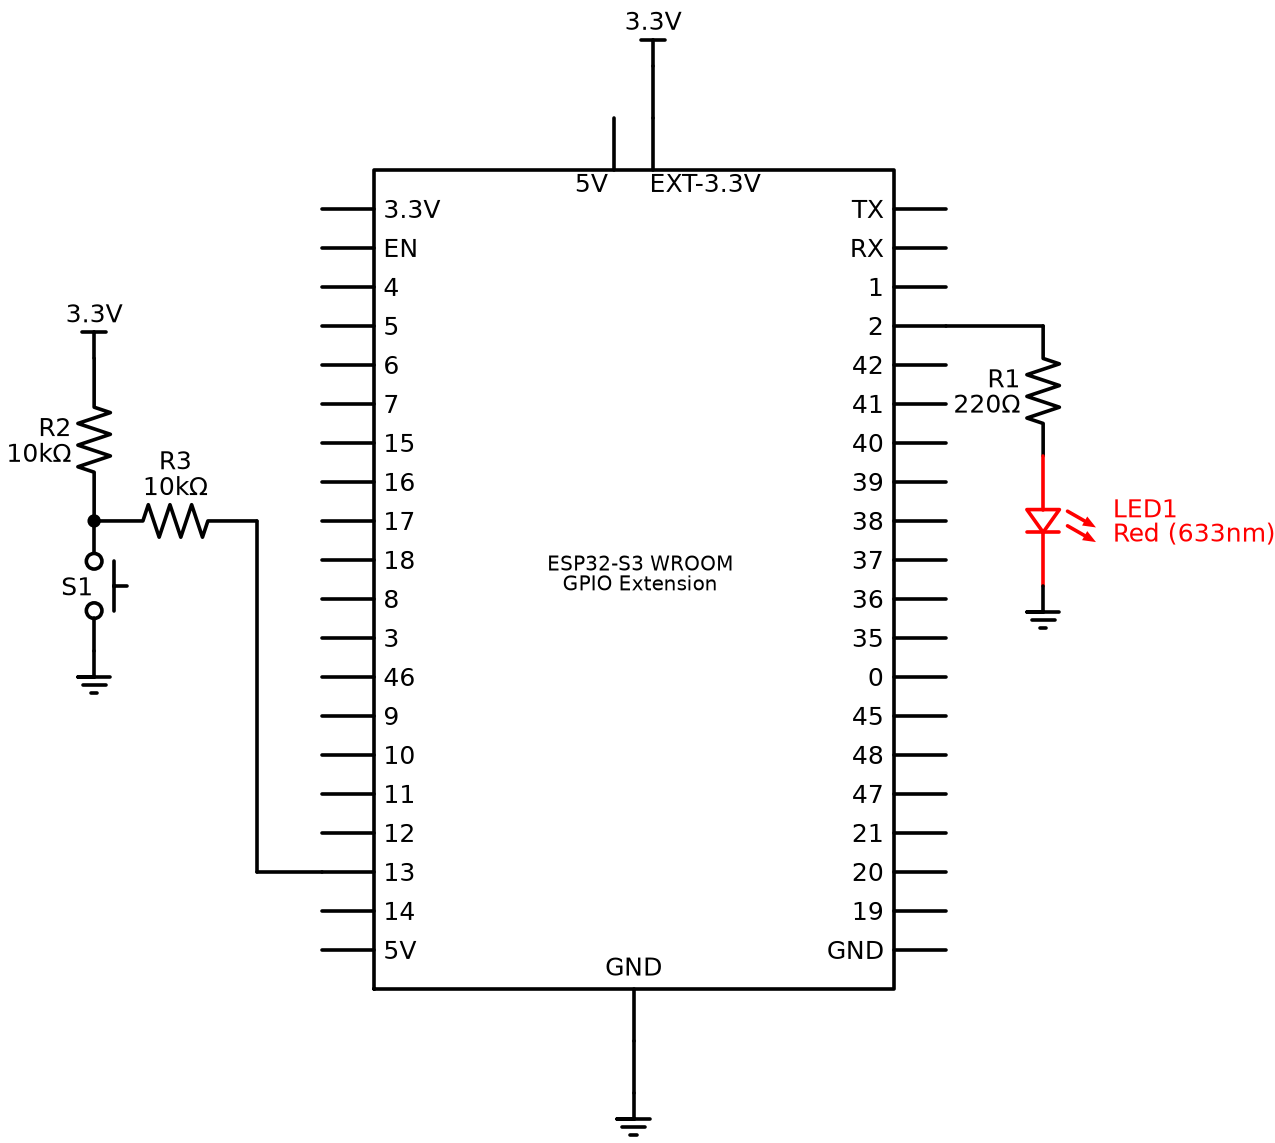 3.3V
5V
EXT-3.3V
3.3V
EN
4
5
6
7
15
16
17
18
8
3
46
9
10
11
12
13
14
5V
TX
RX
1
2
42
41
40
39
38
37
36
35
0
45
48
47
21
20
19
GND
GND
ESP32-S3 WROOM
GPIO Extension
3.3V
R2
10kΩ
R3
10kΩ
S1
R1
220Ω
LED1
Red (633nm)